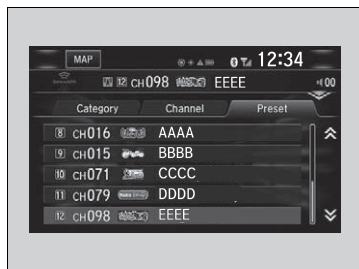 MAP
12:34
12 CH098 EEEE
00
Category Channel Preset
8 CH016 AAAA
9 CH015 BBBB
10 CH071 CCCC
11 CH079 DDDD
12 CH098 EEEE